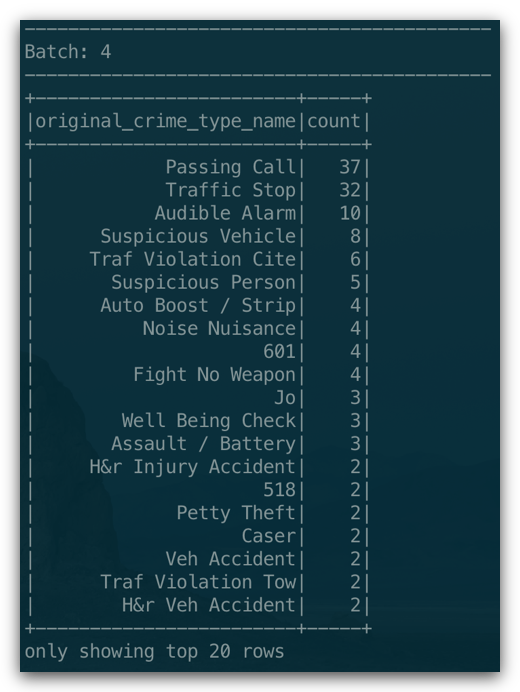 -------------------------------------------
Batch: 4
-------------------------------------------
+-------------------------+-----+
|original_crime_type_name|count|
+-------------------------+-----+
|            Passing Call|   37|
|            Traffic Stop|   32|
|           Audible Alarm|   10|
|      Suspicious Vehicle|    8|
|     Traf Violation Cite|    6|
|       Suspicious Person|    5|
|      Auto Boost / Strip|    4|
|          Noise Nuisance|    4|
|                     601|    4|
|         Fight No Weapon|    4|
|                      Jo|    3|
|        Well Being Check|    3|
|       Assault / Battery|    3|
|     H&r Injury Accident|    2|
|                     518|    2|
|             Petty Theft|    2|
|                   Caser|    2|
|            Veh Accident|    2|
|      Traf Violation Tow|    2|
|        H&r Veh Accident|    2|
+-------------------------+-----+
only showing top 20 rows